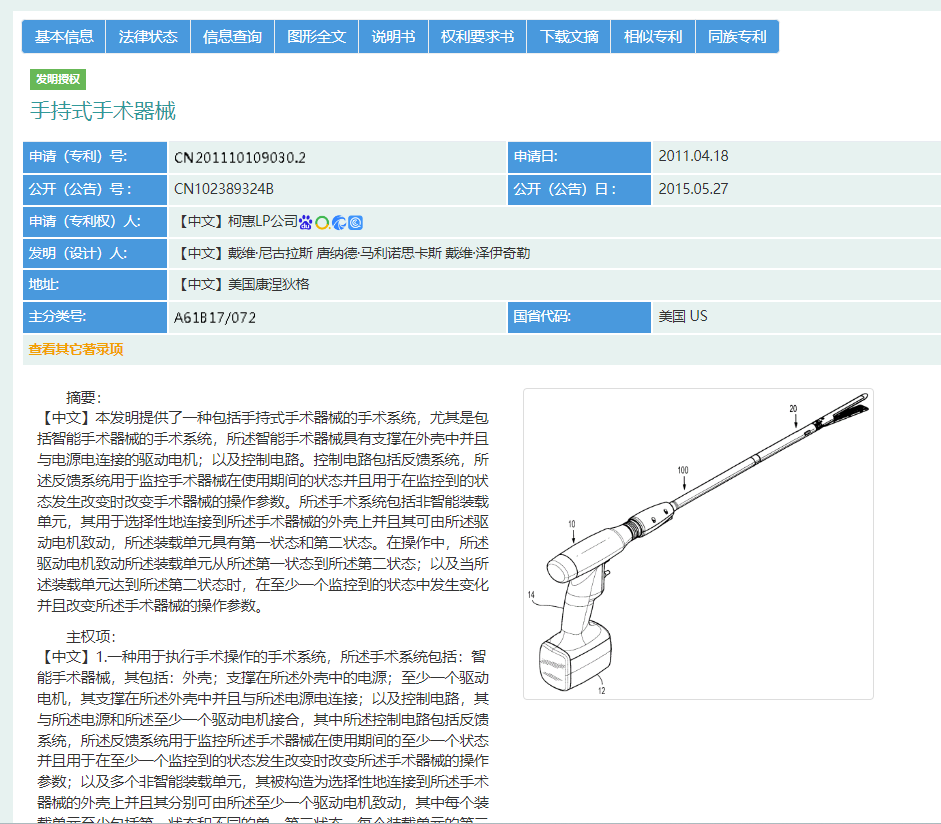 基本信息 法律状态 信息查询 图形全文 说明书 权利要求书 下载文摘 相似专利 同族专利
发明授权
手持式手术器械
申请（专利）号: CN201110109030.2 申请日: 2011.04.18
公开（公告）号: CN102389324B 公开（公告）日: 2015.05.27
申请（专利权）人: 【中文】柯惠LP公司
发明（设计）人: 【中文】戴维·尼古拉斯 唐纳德·马利诺思卡斯 戴维·泽伊奇勒
地址: 【中文】美国康涅狄格
主分类号: A61B17/072 国省代码: 美国 US
查看其它著录项
摘要:
【中文】本发明提供了一种包括手持式手术器械的手术系统，尤其是包
括智能手术器械的手术系统，所述智能手术器械具有支撑在外壳中并且
与电源电连接的驱动电机；以及控制电路。控制电路包括反馈系统，所
述反馈系统用于监控手术器械在使用期间的状态并且用于在监控到的状
态发生改变时改变手术器械的操作参数。所述手术系统包括非智能装载
单元，其用于选择性地连接到所述手术器械的外壳上并且其可由所述驱
动电机致动，所述装载单元具有第一状态和第二状态。在操作中，所述
驱动电机致动所述装载单元从所述第一状态到所述第二状态；以及当所
述装载单元达到所述第二状态时，在至少一个监控到的状态中发生变化
并且改变所述手术器械的操作参数。
主权项:
【中文】1.一种用于执行手术操作的手术系统，所述手术系统包括：智
能手术器械，其包括：外壳；支撑在所述外壳中的电源；至少一个驱动
电机，其支撑在所述外壳中并且与所述电源电连接；以及控制电路，其
与所述电源和所述至少一个驱动电机接合，其中所述控制电路包括反馈
系统，所述反馈系统用于监控所述手术器械在使用期间的至少一个状态
并且用于在至少一个监控到的状态发生改变时改变所述手术器械的操作
参数；以及多个非智能装载单元，其被构造为选择性地连接到所述手术
器械的外壳上并且其分别可由所述至少一个驱动电机致动，其中每个装
20
100
10
14
12